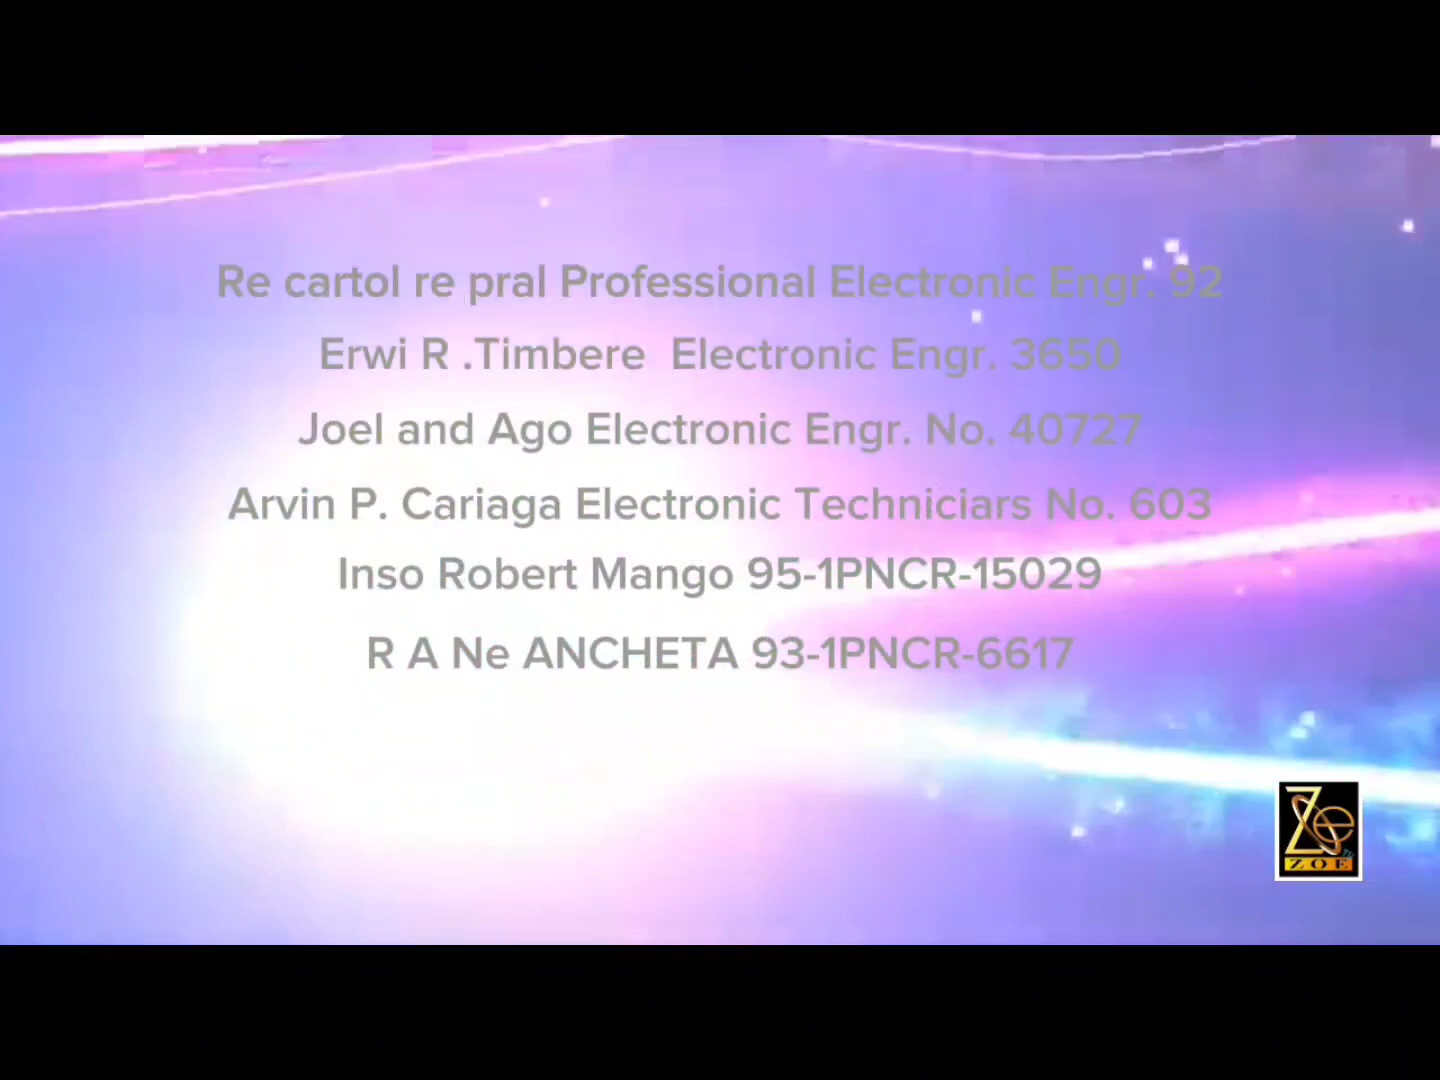 Re cartol re pral Professional Electronic Engr. 92
Erwi R .Timbere  Electronic Engr. 3650
Joel and Ago Electronic Engr. No. 40727
Arvin P. Cariaga Electronic Techniciars No. 603
Inso Robert Mango 95-1PNCR-15029
R A Ne ANCHETA 93-1PNCR-6617
Zoe TV
ZOE